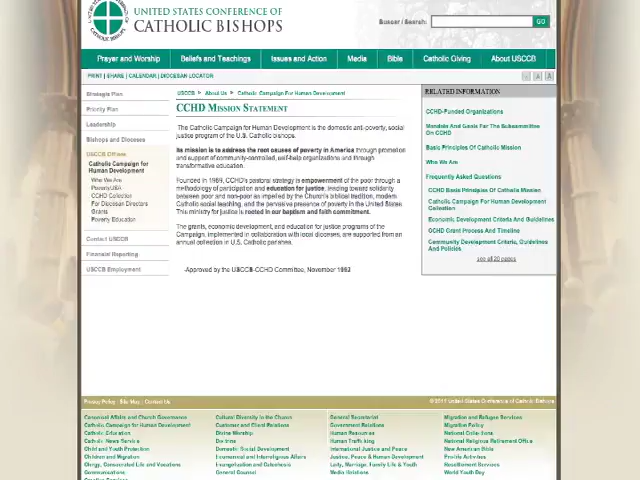 UNITED STATES CONFERENCE OF
CATHOLIC BISHOPS
Buscar / Search:
GO
Prayer and Worship
Beliefs and Teachings
Issues and Action
Media
Bible
Catholic Giving
About USCCB
PRINT | SHARE | CALENDAR | DIOCESAN LOCATOR
A A A
Strategic Plan
Priority Plan
Leadership
Bishops and Dioceses
USCCB Offices
Catholic Campaign for
Human Development
Who We Are
PovertyUSA
CCHD Collection
For Diocesan Directors
Grants
Poverty Education
Contact USCCB
Financial Reporting
USCCB Employment
USCCB > About Us > Catholic Campaign For Human Development
CCHD MISSION STATEMENT
The Catholic Campaign for Human Development is the domestic anti-poverty, social
justice program of the U.S. Catholic bishops.
Its mission is to address the root causes of poverty in America through promotion
and support of community-controlled, self-help organizations and through
transformative education.
Founded in 1969, CCHD's pastoral strategy is empowerment of the poor through a
methodology of participation and education for justice, leading toward solidarity
between poor and non-poor as impelled by the Church's biblical tradition, modern
Catholic social teaching, and the pervasive presence of poverty in the United States.
This ministry for justice is rooted in our baptism and faith commitment.
The grants, economic development, and education for justice programs of the
Campaign, implemented in collaboration with local dioceses, are supported from an
annual collection in U.S. Catholic parishes.
-Approved by the USCCB-CCHD Committee, November 1992
RELATED INFORMATION
CCHD-Funded Organizations
Mandate And Goals For The Subcommittee
On CCHD
Basis Principles Of Catholic Mission
Who We Are
Frequently Asked Questions
CCHD Basic Principles Of Catholic Mission
Catholic Campaign For Human Development
Collection
Economic Development Criteria And Guidelines
CCHD Grant Process And Timeline
Community Development Criteria, Guidelines
And Policies
see all 20 pages
Privacy Policy | Site Map | Contact Us
United States Conference of Catholic Bishops
Canonical Affairs and Church Governance
Catholic Campaign for Human Development
Catholic Education
Catholic News Service
Child and Youth Protection
Children and Migration
Clergy, Consecrated Life and Vocations
Communications
Cultural Diversity in the Church
Customer and Client Relations
Divine Worship
Doctrine
Domestic Social Development
Ecumenical and Interreligious Affairs
Evangelization and Catechesis
General Counsel
General Secretariat
Government Relations
Human Resources
Human Trafficking
International Justice and Peace
Justice, Peace & Human Development
Laity, Marriage, Family Life & Youth
Media Relations
Migration and Refugee Services
Migration Policy
National Collections
National Religious Retirement Office
New American Bible
Pro-life Activities
Resettlement Services
World Youth Day